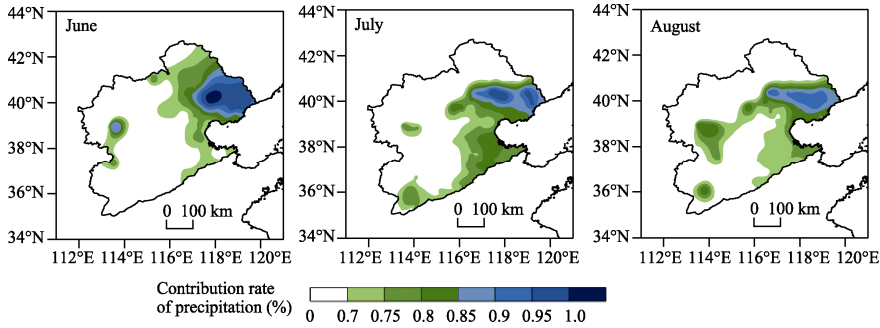 June
44°N
42°N
40°N
38°N
36°N
34°N
0 100 km
112°E 114°E 116°E 118°E 120°E
July
44°N
42°N
40°N
38°N
36°N
34°N
0 100 km
112°E 114°E 116°E 118°E 120°E
August
44°N
42°N
40°N
38°N
36°N
34°N
0 100 km
112°E 114°E 116°E 118°E 120°E
Contribution rate
of precipitation (%)
0 0.7 0.75 0.8 0.85 0.9 0.95 1.0